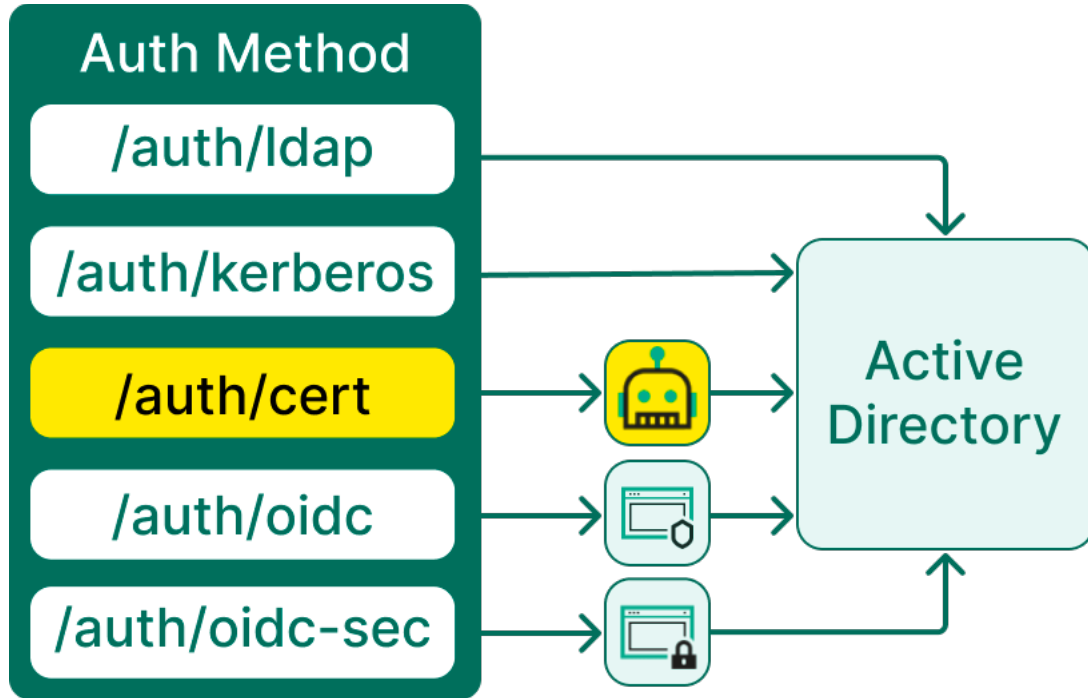 Auth Method
/auth/ldap
/auth/kerberos
/auth/cert
/auth/oidc
/auth/oidc-sec
Active
Directory